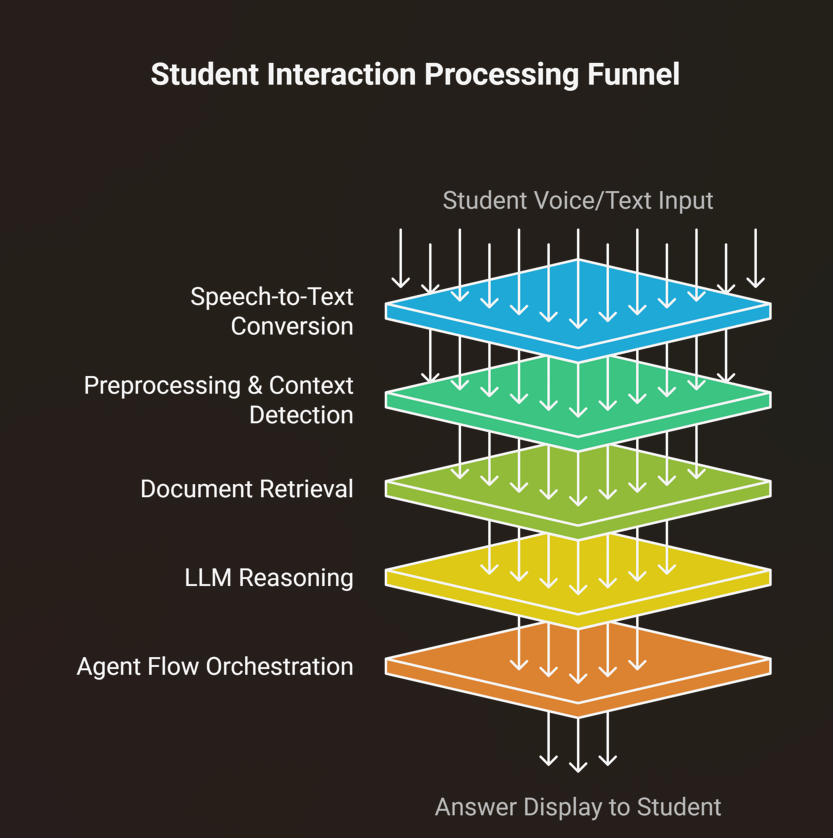 Student Interaction Processing Funnel
Student Voice/Text Input
Speech-to-Text
Conversion
Preprocessing & Context
Detection
Document Retrieval
LLM Reasoning
Agent Flow Orchestration
Answer Display to Student